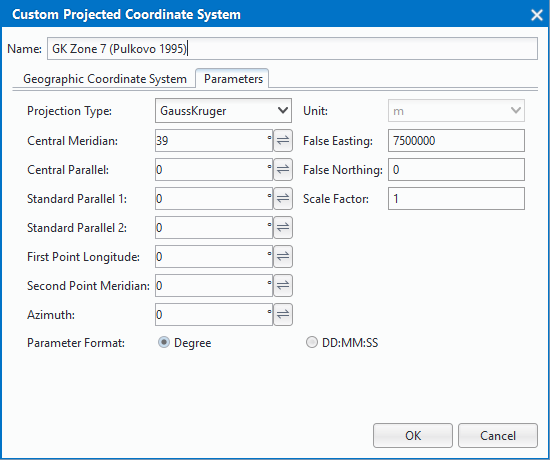 Custom Projected Coordinate System
Name: GK Zone 7 (Pulkovo 1995)
Geographic Coordinate System Parameters
Projection Type: GaussKruger Unit: m
Central Meridian: 39 ° False Easting: 7500000
Central Parallel: 0 ° False Northing: 0
Standard Parallel 1: 0 ° Scale Factor: 1
Standard Parallel 2: 0 °
First Point Longitude: 0 °
Second Point Meridian: 0 °
Azimuth: 0 °
Parameter Format: Degree DD:MM:SS
OK Cancel